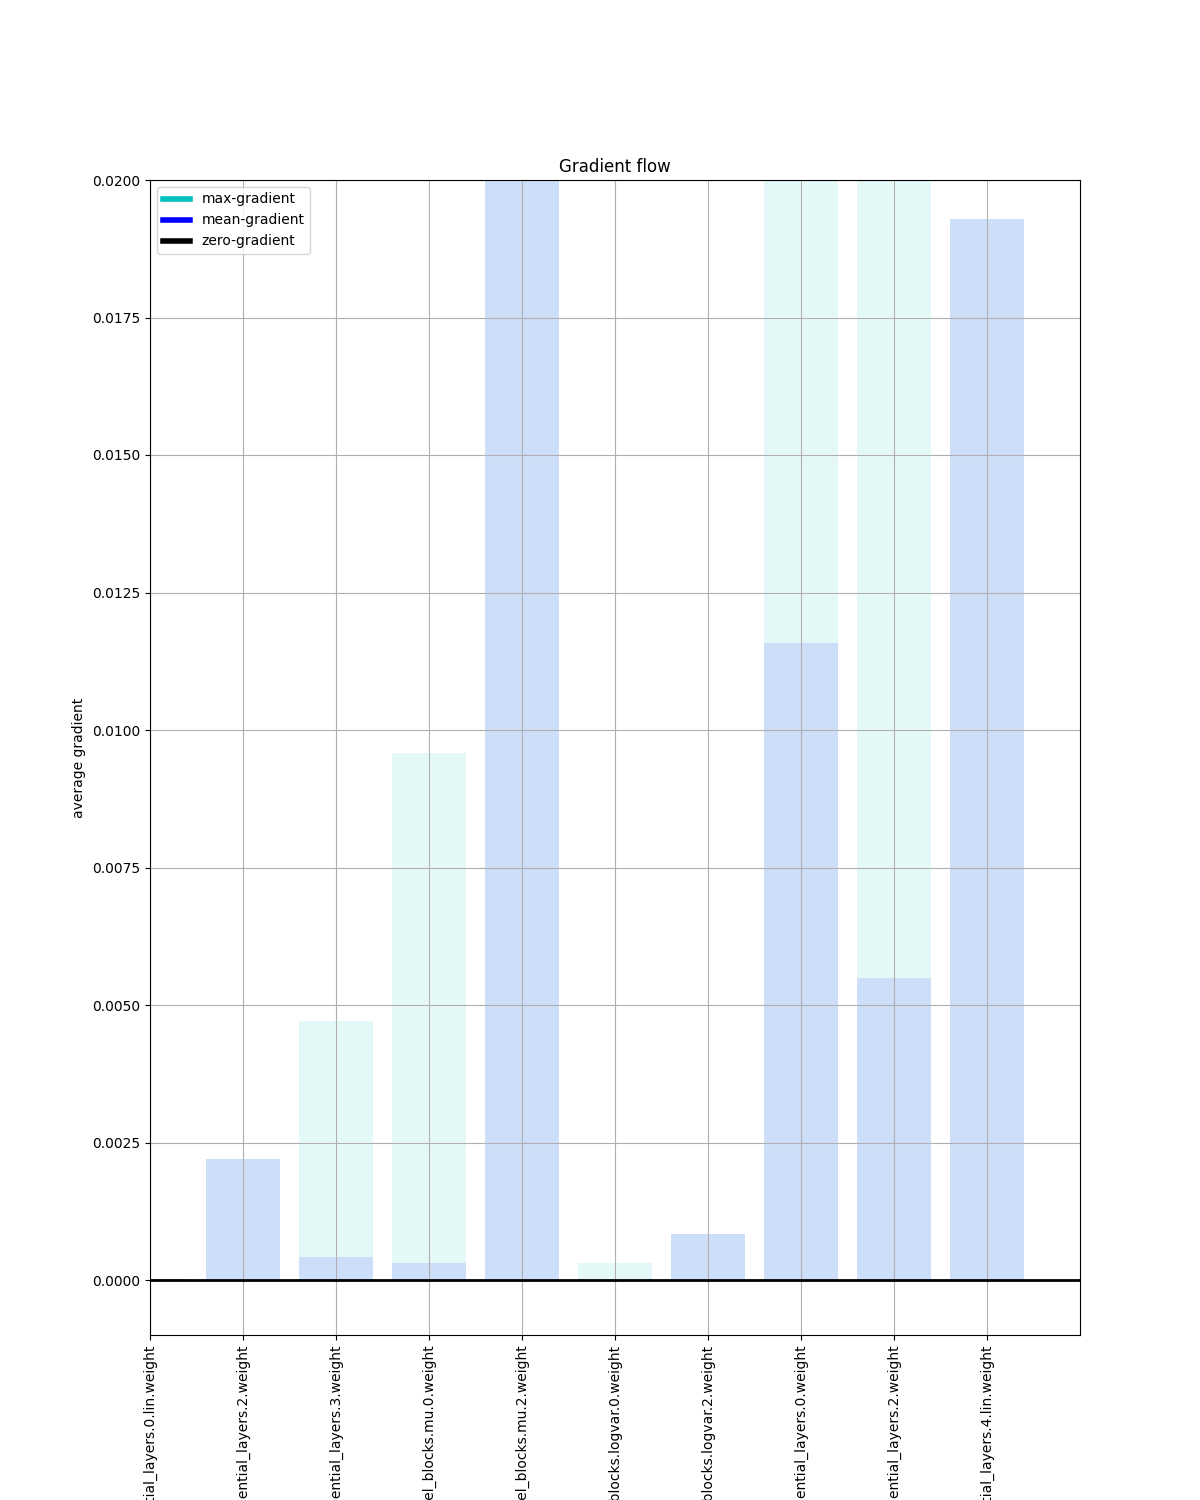 Gradient flow
max-gradient
mean-gradient
zero-gradient
0.0200
0.0175
0.0150
0.0125
0.0100
0.0075
0.0050
0.0025
0.0000
average gradient
tial_layers.0.lin.weight
ential_layers.2.weight
ential_layers.3.weight
el_blocks.mu.0.weight
el_blocks.mu.2.weight
blocks.logvar.0.weight
blocks.logvar.2.weight
ential_layers.0.weight
ential_layers.2.weight
tial_layers.4.lin.weight